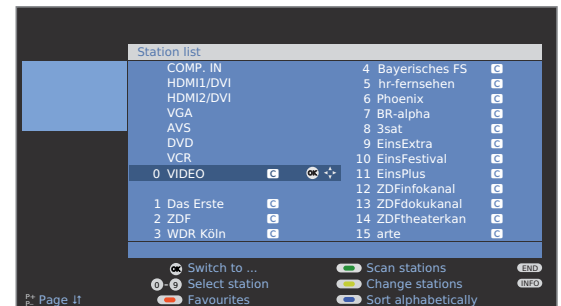 Station list
COMP. IN
HDMI1/DVI
HDMI2/DVI
VGA
AVS
DVD
VCR
0 VIDEO C OK
1 Das Erste C
2 ZDF C
3 WDR Köln C
4 Bayerisches FS C
5 hr-fernsehen C
6 Phoenix C
7 BR-alpha C
8 3sat C
9 EinsExtra C
10 EinsFestival C
11 EinsPlus C
12 ZDFinfokanal C
13 ZDFdokukanal C
14 ZDFtheaterkan C
15 arte C
OK Switch to ...
0-9 Select station
Favourites
Scan stations END
Change stations INFO
Sort alphabetically
P+
P– Page